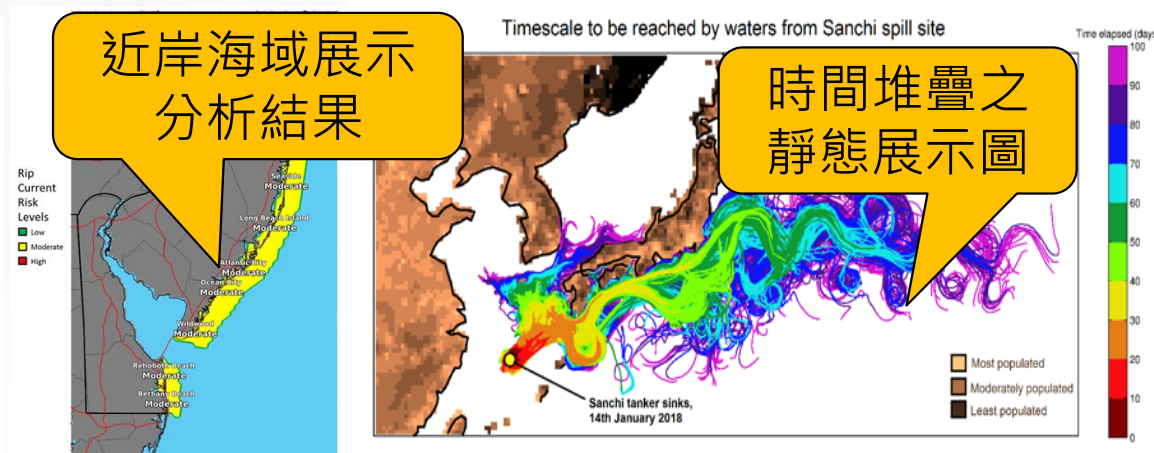 近岸海域展示
分析結果
Rip
Current
Risk
Levels
Low
Moderate
High
Seaside
Moderate
Long Beach Island
Moderate
Atlantic City
Moderate
Ocean City
Moderate
Wildwood
Moderate
Rehoboth Beach
Moderate
Bethany Beach
Moderate
Timescale to be reached by waters from Sanchi spill site
時間堆疊之
靜態展示圖
Sanchi tanker sinks,
14th January 2018
Most populated
Moderately populated
Least populated
Time elapsed (days
100
90
80
70
60
50
40
30
20
10
0